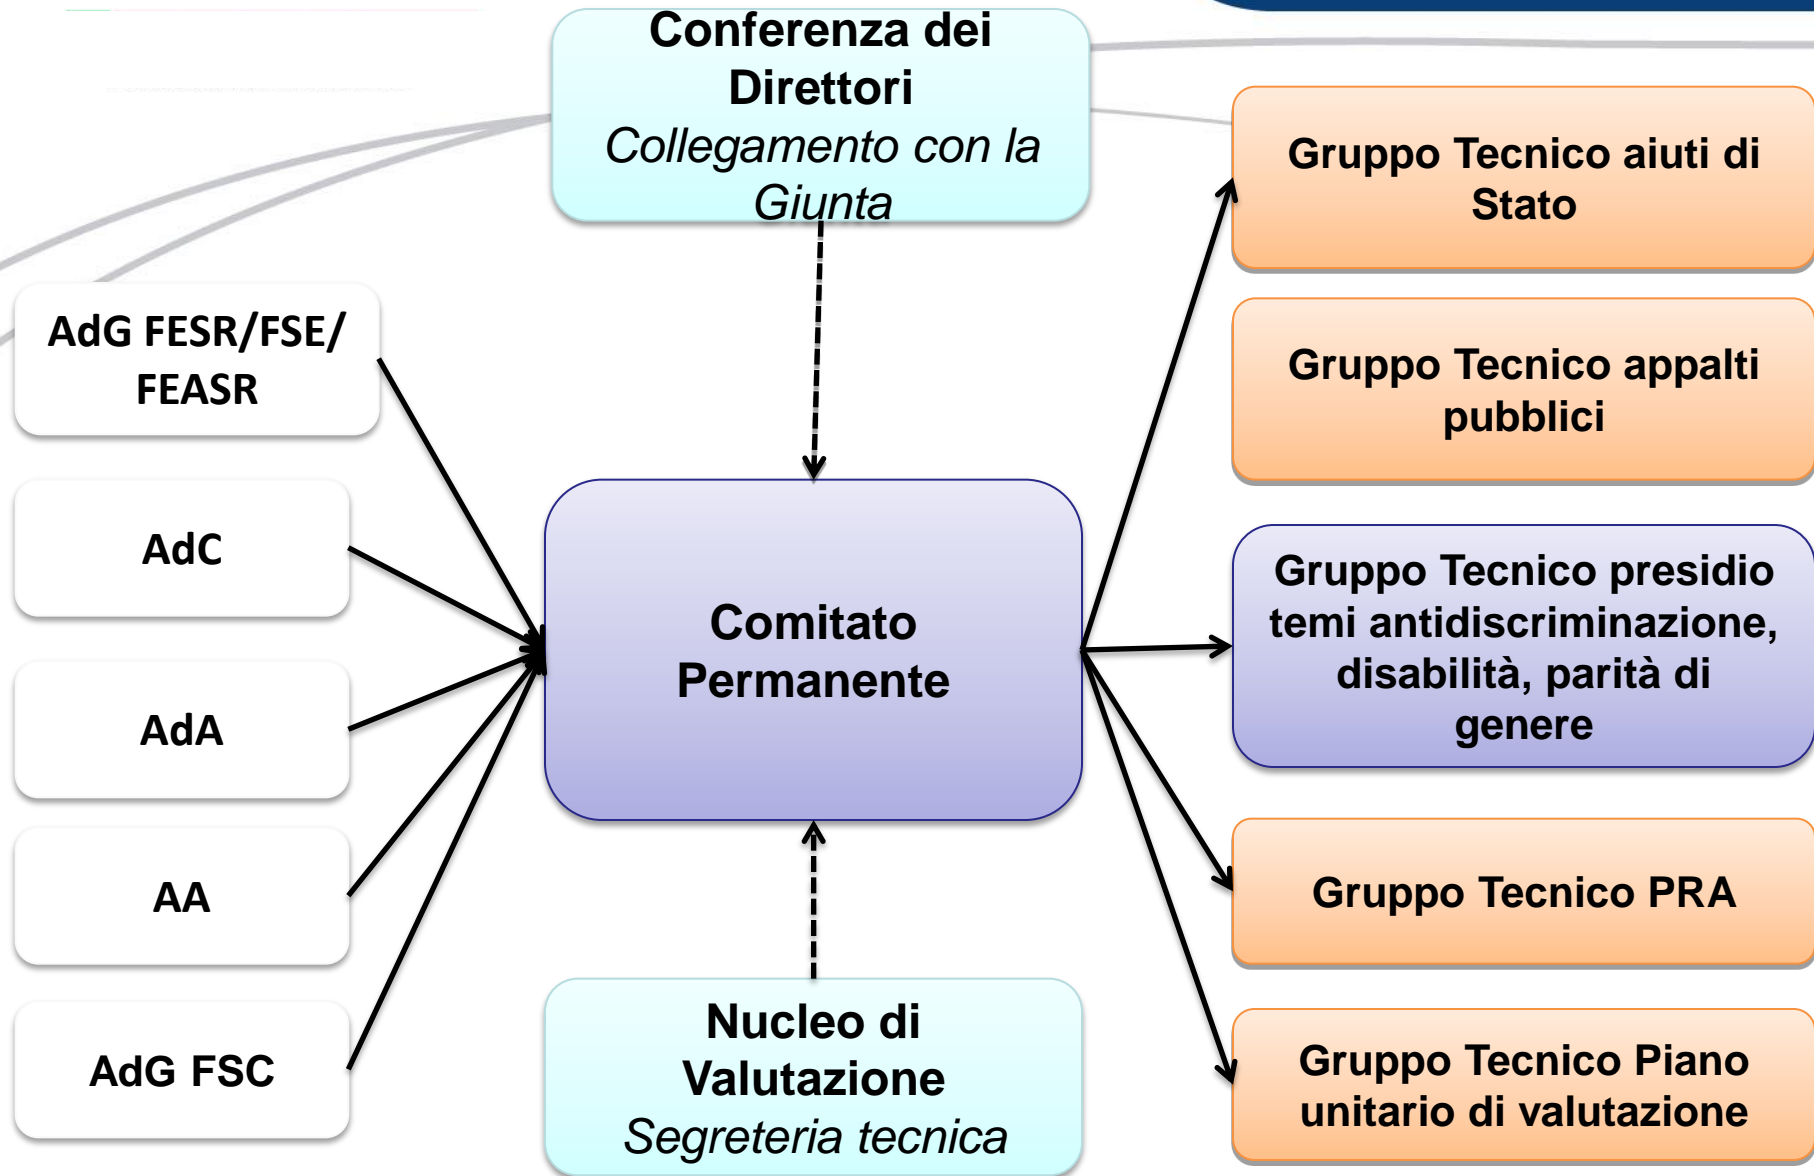 Conferenza dei
Direttori
Collegamento con la
Giunta
AdG FESR/FSE/
FEASR
AdC
AdA
AA
AdG FSC
Comitato
Permanente
Nucleo di
Valutazione
Segreteria tecnica
Gruppo Tecnico aiuti di
Stato
Gruppo Tecnico appalti
pubblici
Gruppo Tecnico presidio
temi antidiscriminazione,
disabilità, parità di
genere
Gruppo Tecnico PRA
Gruppo Tecnico Piano
unitario di valutazione